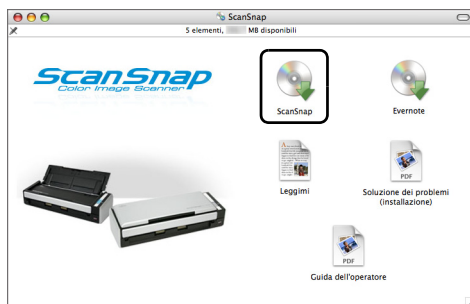 ScanSnap
5 elementi, MB disponibili
ScanSnap
Color Image Scanner
ScanSnap
Evernote
Leggimi
PDF
Soluzione dei problemi
(installazione)
PDF
Guida dell'operatore